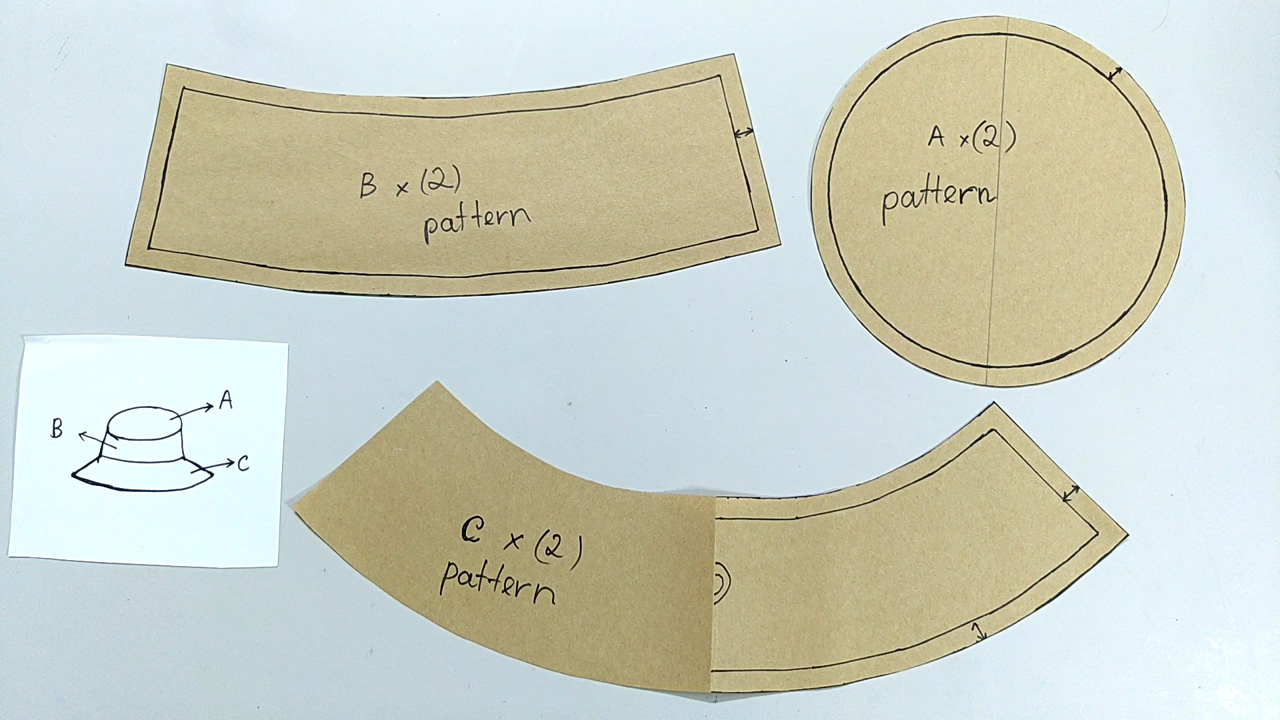 B x (2)
pattern
A x (2)
pattern
A
B
C
C x (2)
pattern